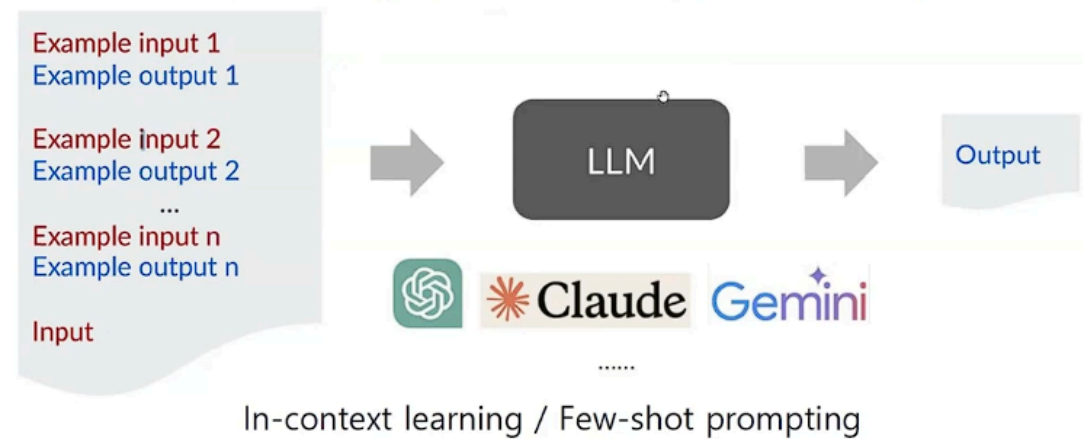 Example input 1
Example output 1
Example input 2
Example output 2
...
Example input n
Example output n
Input
LLM
Output
Claude
Gemini
......
In-context learning / Few-shot prompting